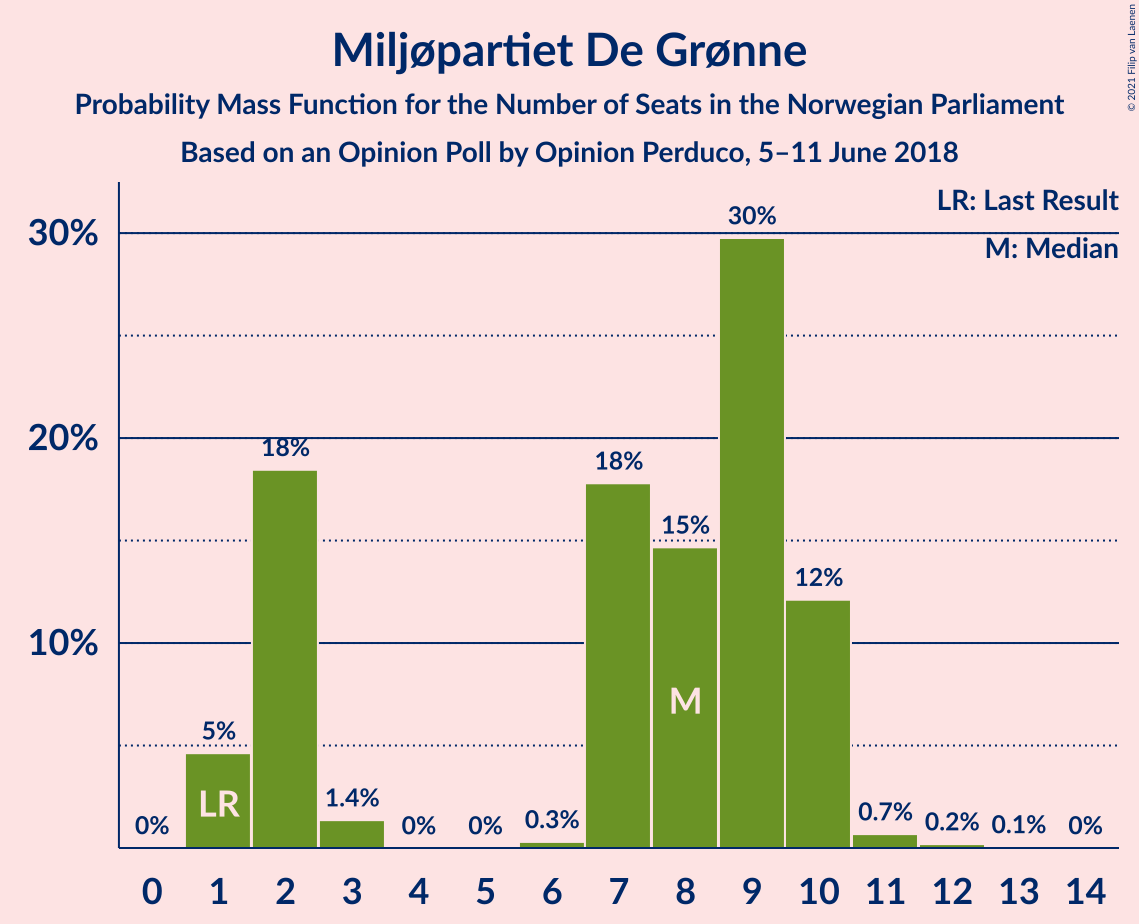 Miljøpartiet De Grønne
Probability Mass Function for the Number of Seats in the Norwegian Parliament
Based on an Opinion Poll by Opinion Perduco, 5–11 June 2018
© 2021 Filip van Laenen
LR: Last Result
M: Median
30%
20%
10%
0%
5%
18%
1.4%
0%
0%
0.3%
18%
15%
30%
12%
0.7%
0.2%
0.1%
0%
LR
M
0 1 2 3 4 5 6 7 8 9 10 11 12 13 14